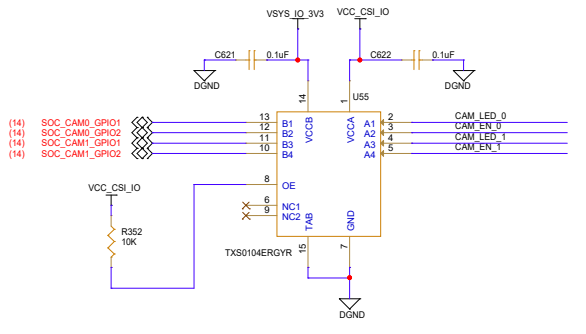 VSYS_IO_3V3
VCC_CSI_IO
C621
0.1uF
C622
0.1uF
DGND
DGND
14
1
U55
VCCB
VCCA
(14) SOC_CAM0_GPIO1 13 B1 A1 2 CAM_LED_0
(14) SOC_CAM0_GPIO2 12 B2 A2 3 CAM_EN_0
(14) SOC_CAM1_GPIO1 11 B3 A3 4 CAM_LED_1
(14) SOC_CAM1_GPIO2 10 B4 A4 5 CAM_EN_1
VCC_CSI_IO
8 OE
6 NC1
9 NC2
TAB
GND
R352
10K
TXS0104ERGYR
15
7
DGND